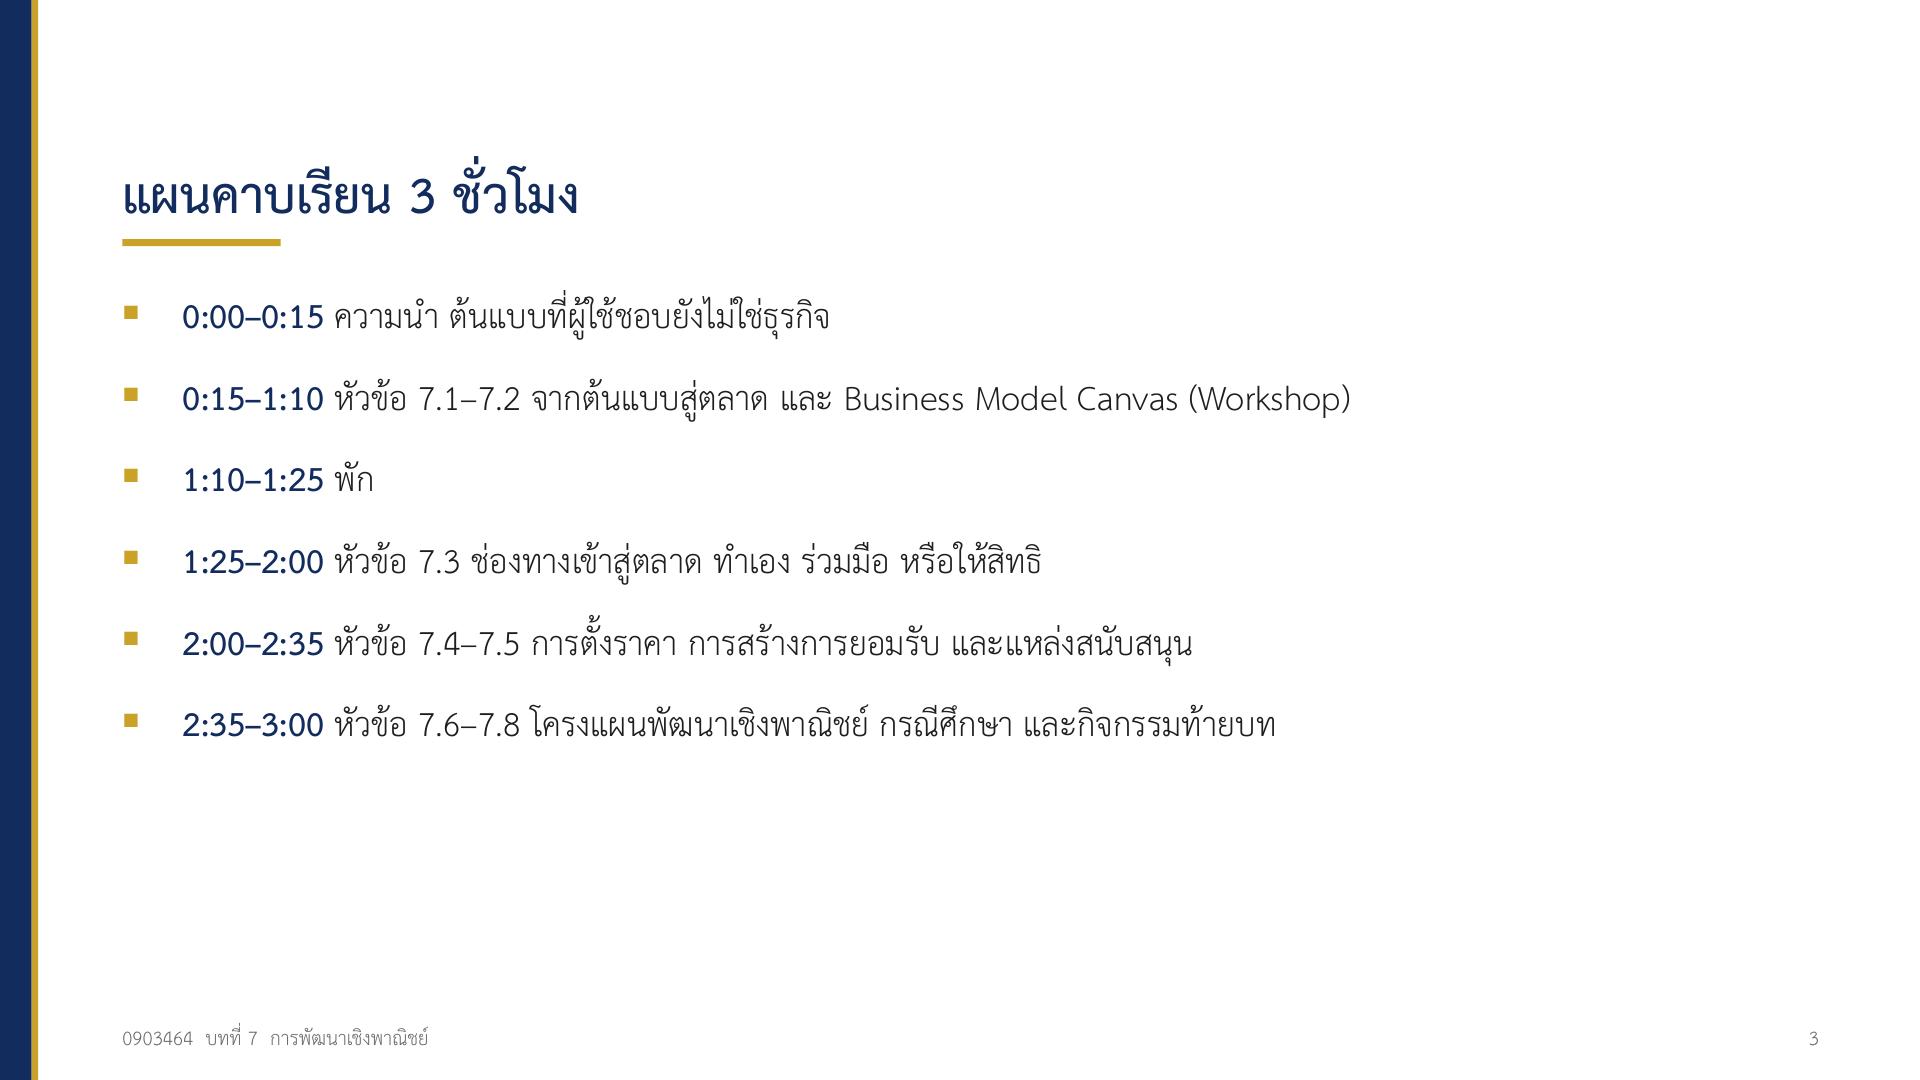 แผนคาบเรียน 3 ชั่วโมง
0:00–0:15 ความนำ ต้นแบบที่ผู้ใช้ชอบยังไม่ใช่ธุรกิจ
0:15–1:10 หัวข้อ 7.1–7.2 จากต้นแบบสู่ตลาด และ Business Model Canvas (Workshop)
1:10–1:25 พัก
1:25–2:00 หัวข้อ 7.3 ช่องทางเข้าสู่ตลาด ทำเอง ร่วมมือ หรือให้สิทธิ
2:00–2:35 หัวข้อ 7.4–7.5 การตั้งราคา การสร้างการยอมรับ และแหล่งสนับสนุน
2:35–3:00 หัวข้อ 7.6–7.8 โครงแผนพัฒนาเชิงพาณิชย์ กรณีศึกษา และกิจกรรมท้ายบท
0903464 บทที่ 7 การพัฒนาเชิงพาณิชย์
3